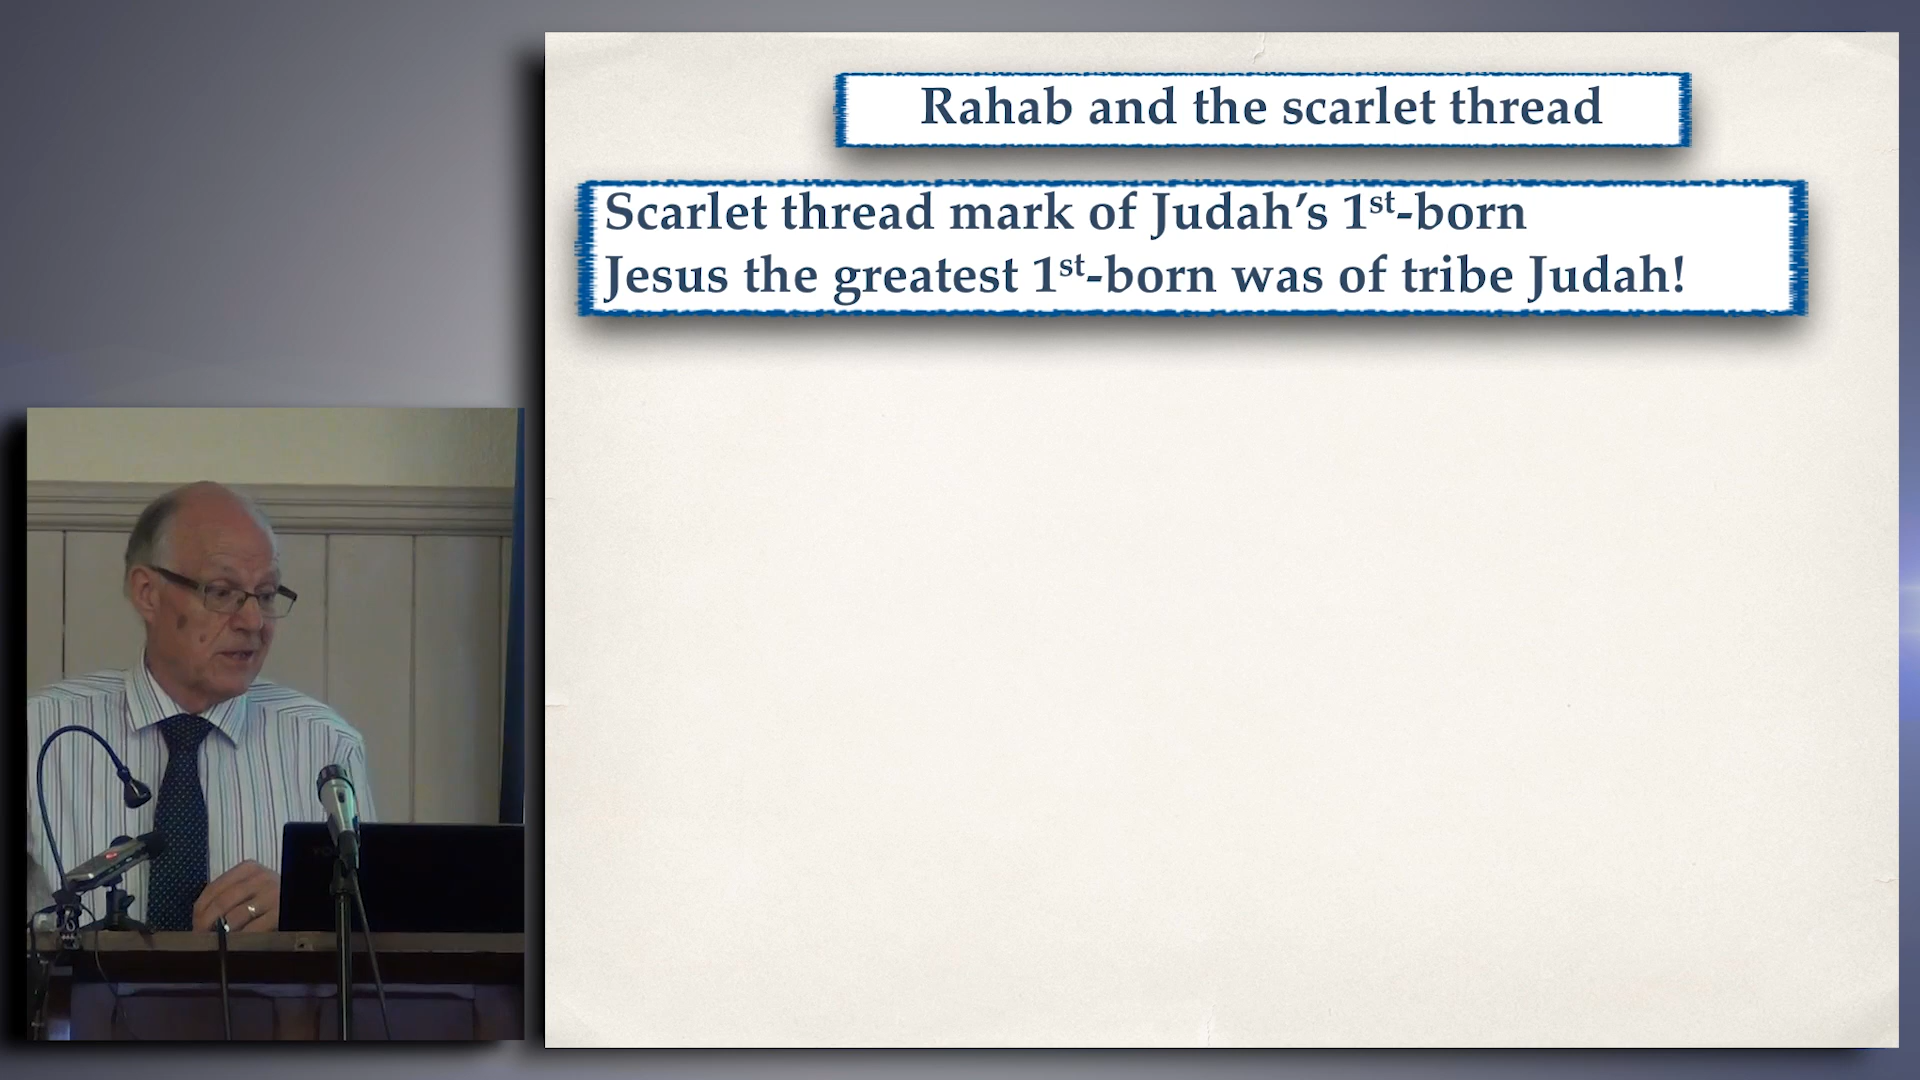 Rahab and the scarlet thread
Scarlet thread mark of Judah’s 1st-born
Jesus the greatest 1st-born was of tribe Judah!